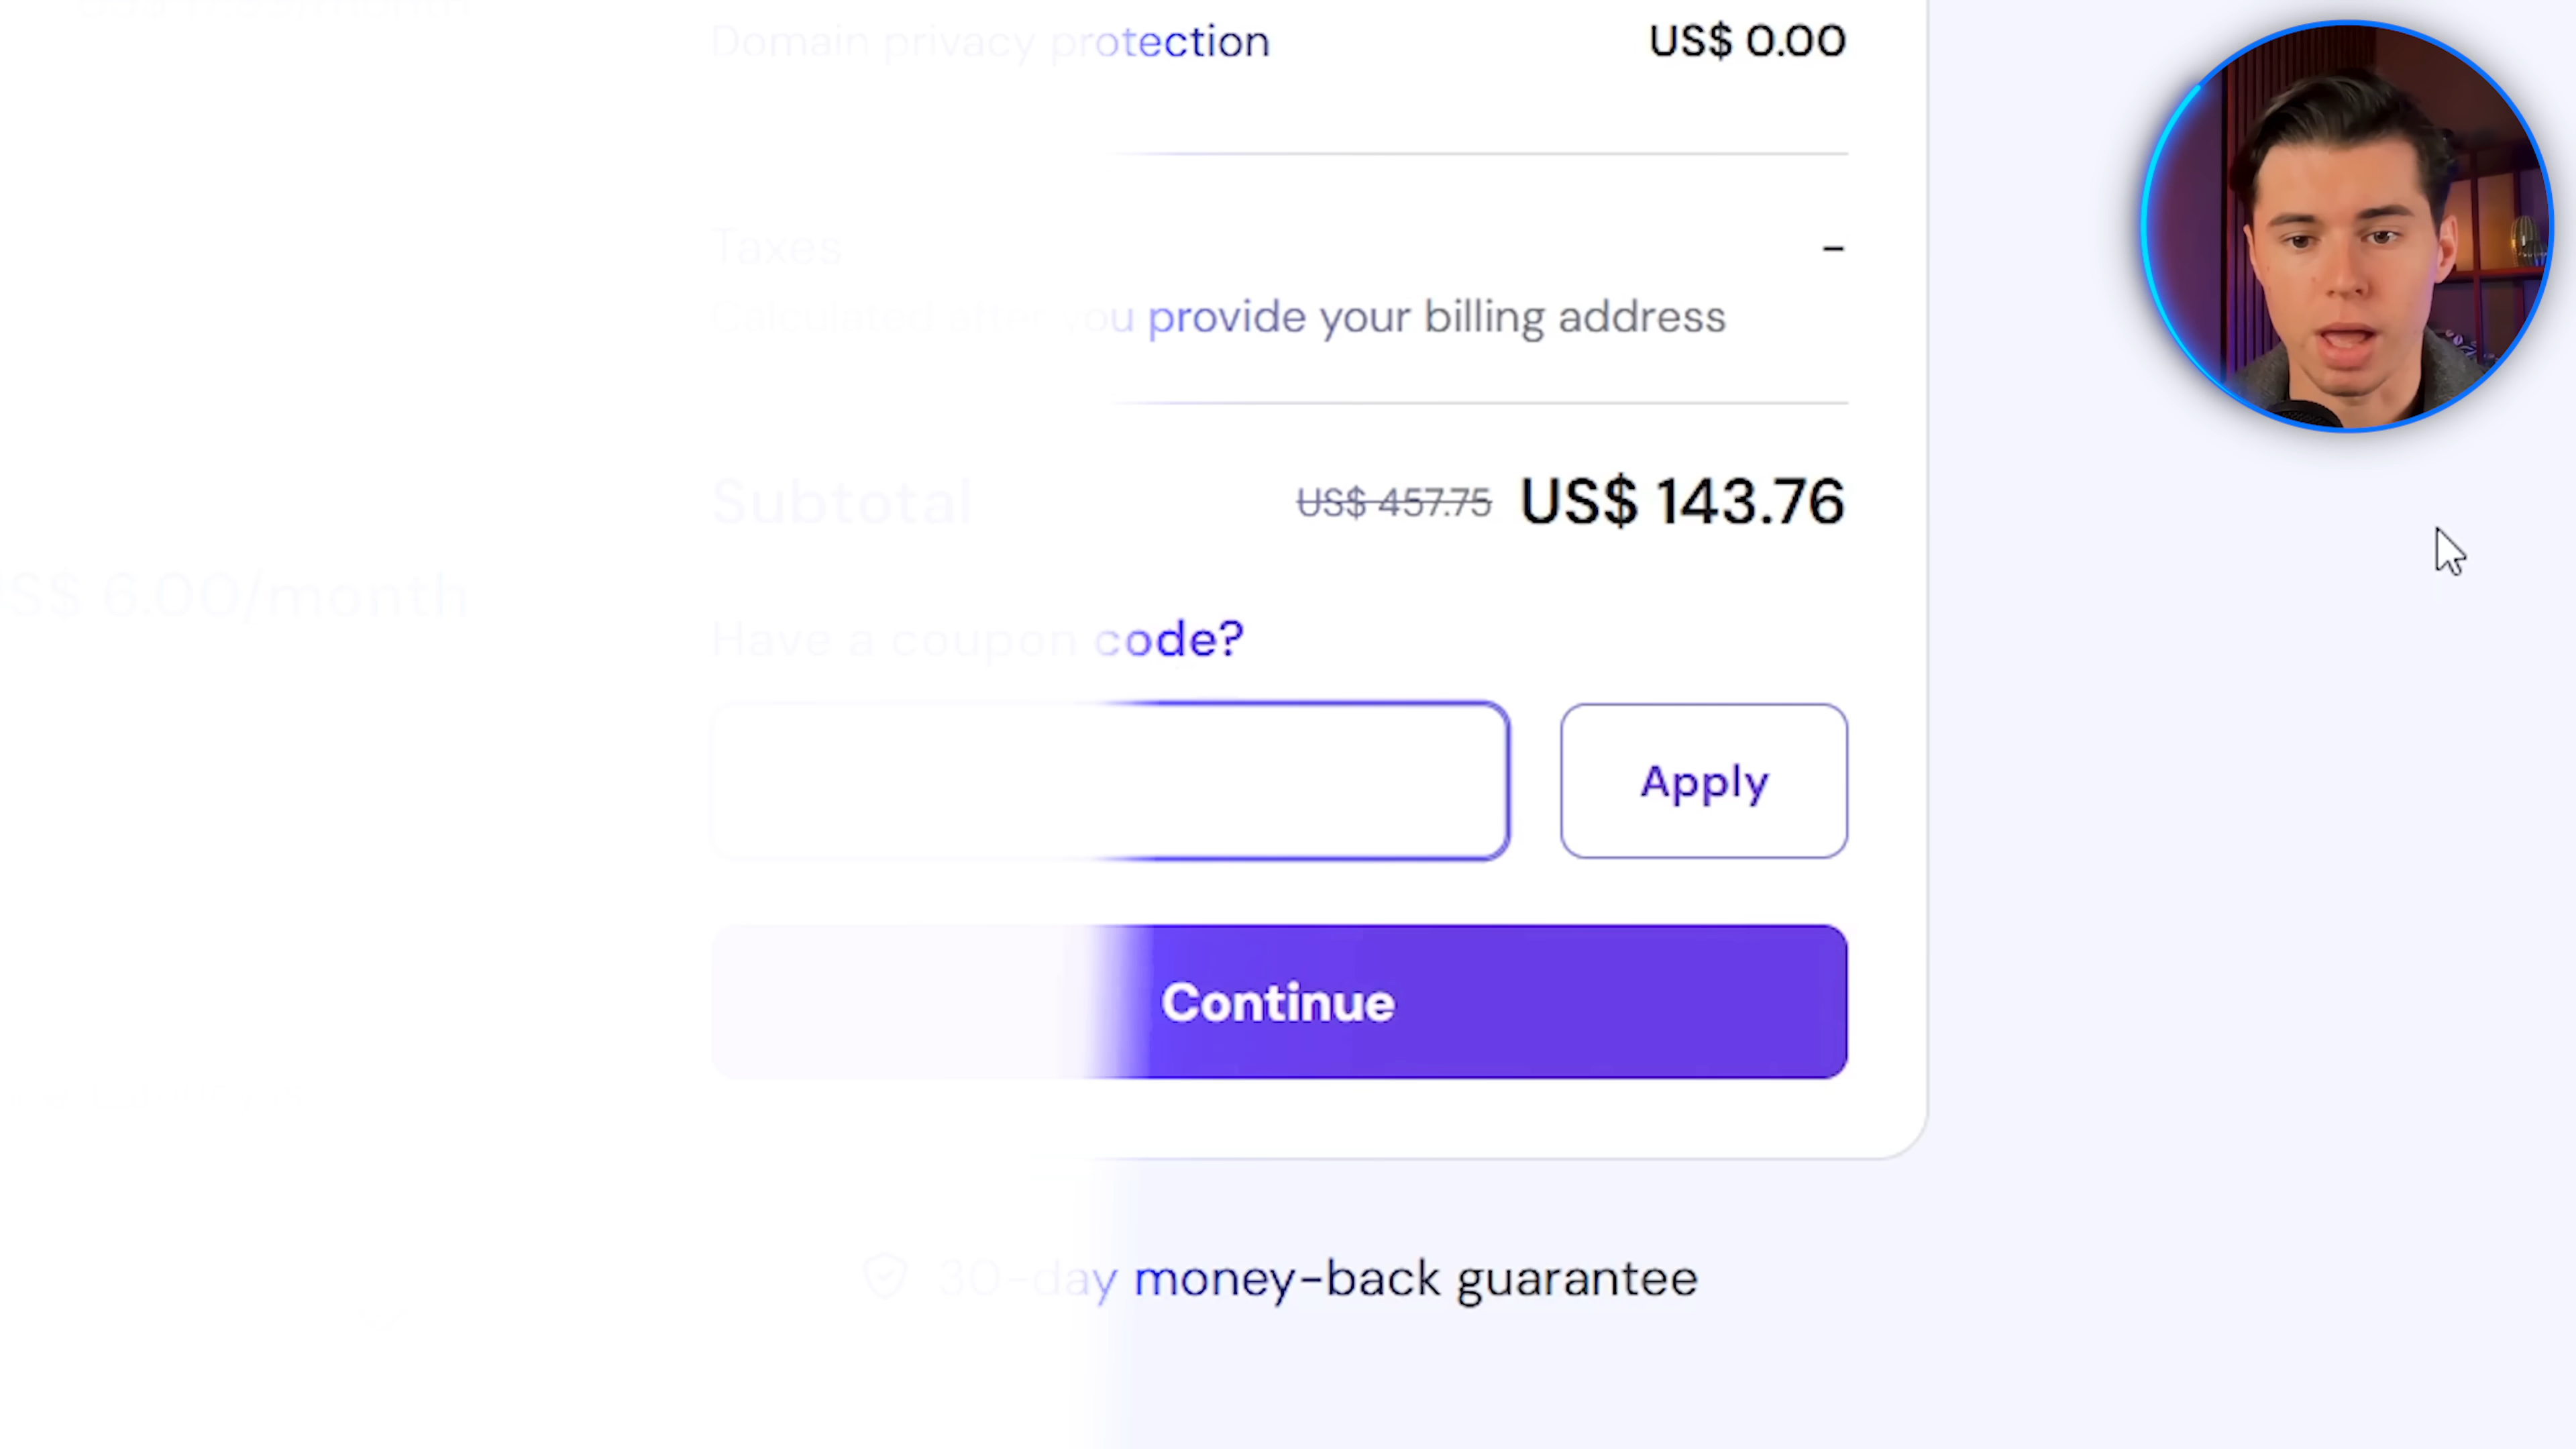 Domain privacy protection US$ 0.00
Taxes -
Calculated after you provide your billing address
Subtotal US$ 457.75 US$ 143.76
US$ 6.00/month
Have a coupon code?
Apply
Continue
30-day money-back guarantee